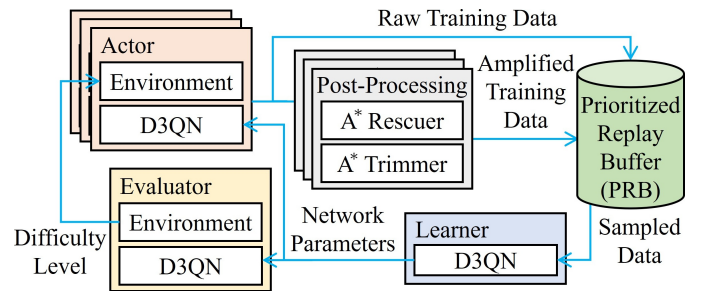 Raw Training Data
Actor
Environment
D3QN
Post-Processing
A* Rescuer
A* Trimmer
Amplified
Training
Data
Prioritized
Replay
Buffer
(PRB)
Evaluator
Environment
D3QN
Difficulty
Level
Network
Parameters
Learner
D3QN
Sampled
Data